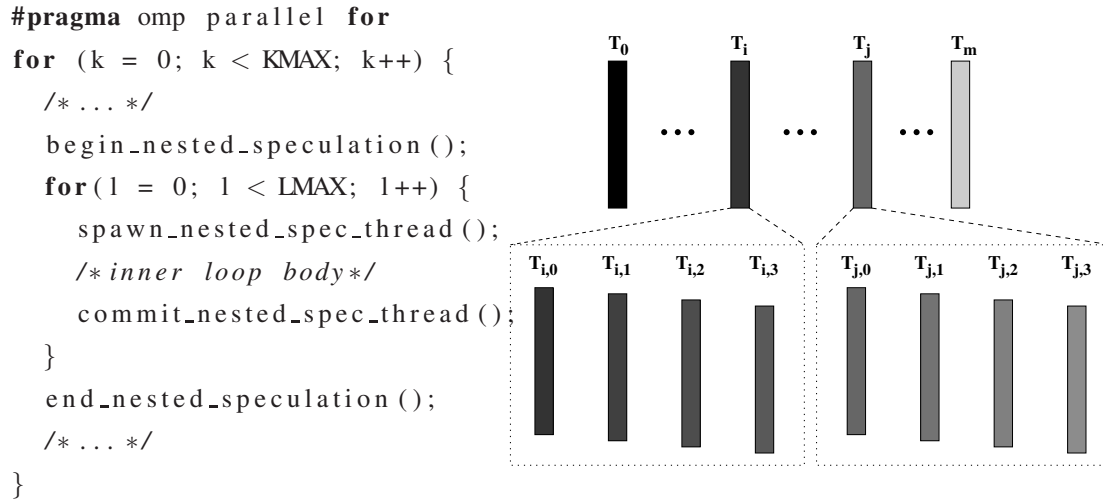 #pragma omp parallel for
for (k = 0; k < KMAX; k++) {
/* ... */
begin_nested_speculation();
for(l = 0; l < LMAX; l++) {
spawn_nested_spec_thread();
/*inner loop body*/
commit_nested_spec_thread();
}
end_nested_speculation();
/* ... */
}
T0 ... Ti ... Tj ... Tm
Ti,0 Ti,1 Ti,2 Ti,3
Tj,0 Tj,1 Tj,2 Tj,3